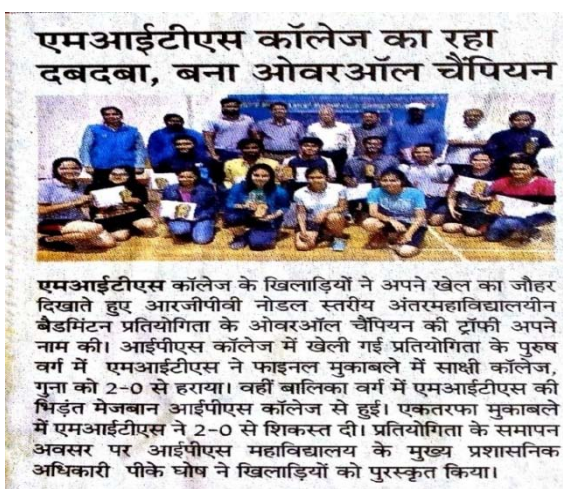 एमआईटीएस कॉलेज का रहा
दबदबा, बना ओवरऑल चैंपियन
एमआईटीएस कॉलेज के खिलाड़ियों ने अपने खेल का जौहर
दिखाते हुए आरजीपीवी नोडल स्तरीय अंतरमहाविद्यालयीन
बैडमिंटन प्रतियोगिता के ओवरऑल चैंपियन की ट्रॉफी अपने
नाम की। आईपीएस कॉलेज में खेली गई प्रतियोगिता के पुरुष
वर्ग में एमआईटीएस ने फाइनल मुकाबले में साक्षी कॉलेज,
गुना को 2-0 से हराया। वहीं बालिका वर्ग में एमआईटीएस की
भिड़ंत मेजबान आईपीएस कॉलेज से हुई। एकतरफा मुकाबले
में एमआईटीएस ने 2-0 से शिकस्त दी। प्रतियोगिता के समापन
अवसर पर आईपीएस महाविद्यालय के मुख्य प्रशासनिक
अधिकारी पीके घोष ने खिलाड़ियों को पुरस्कृत किया।